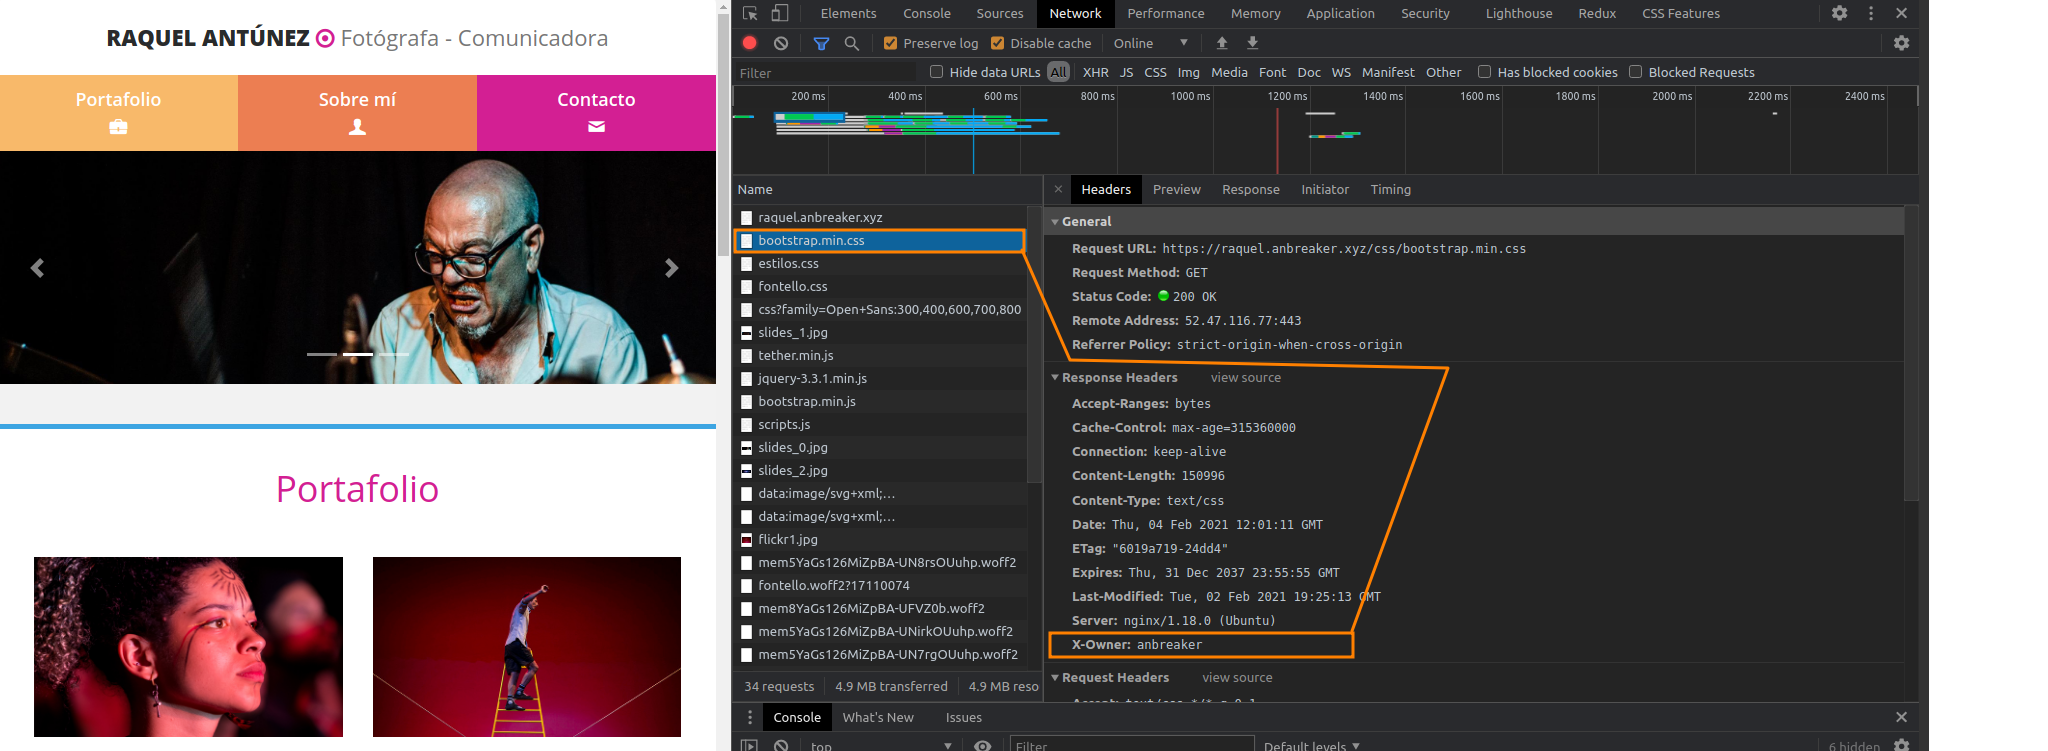 RAQUEL ANTÚNEZ Fotógrafa - Comunicadora
Portafolio
Sobre mí
Contacto
Portafolio
Elements Console Sources Network Performance Memory Application Security Lighthouse Redux CSS Features
Preserve log Disable cache Online
Filter Hide data URLs All XHR JS CSS Img Media Font Doc WS Manifest Other Has blocked cookies Blocked Requests
200 ms 400 ms 600 ms 800 ms 1000 ms 1200 ms 1400 ms 1600 ms 1800 ms 2000 ms 2200 ms 2400 ms
Name
raquel.anbreaker.xyz
bootstrap.min.css
estilos.css
fontello.css
css?family=Open+Sans:300,400,600,700,800
slides_1.jpg
tether.min.js
jquery-3.3.1.min.js
bootstrap.min.js
scripts.js
slides_0.jpg
slides_2.jpg
data:image/svg+xml;...
data:image/svg+xml;...
flickr1.jpg
mem5YaGs126MiZpBA-UN8rsOUuhp.woff2
fontello.woff2?17110074
mem8YaGs126MiZpBA-UFVZ0b.woff2
mem5YaGs126MiZpBA-UNirkOUuhp.woff2
mem5YaGs126MiZpBA-UN7rgOUuhp.woff2
34 requests 4.9 MB transferred 4.9 MB reso
Headers Preview Response Initiator Timing
General
Request URL: https://raquel.anbreaker.xyz/css/bootstrap.min.css
Request Method: GET
Status Code: 200 OK
Remote Address: 52.47.116.77:443
Referrer Policy: strict-origin-when-cross-origin
Response Headers view source
Accept-Ranges: bytes
Cache-Control: max-age=315360000
Connection: keep-alive
Content-Length: 150996
Content-Type: text/css
Date: Thu, 04 Feb 2021 12:01:11 GMT
ETag: "6019a719-24dd4"
Expires: Thu, 31 Dec 2037 23:55:55 GMT
Last-Modified: Tue, 02 Feb 2021 19:25:13 GMT
Server: nginx/1.18.0 (Ubuntu)
X-Owner: anbreaker
Request Headers view source
Accept: text/css,*/*;q=0.1
Console What's New Issues
top Filter Default levels 6 hidden